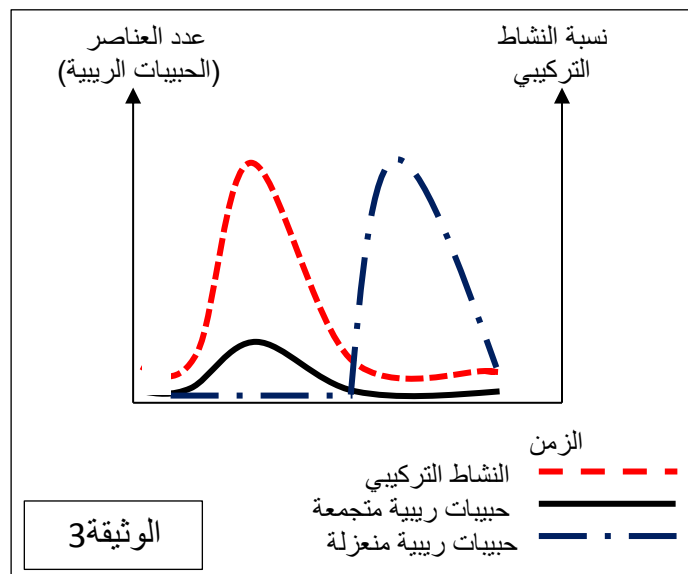 عدد العناصر
(الحبيبات الريبية)
نسبة النشاط
التركيبي
الزمن
النشاط التركيبي
حبيبات ريبية متجمعة
حبيبات ريبية منعزلة
الوثيقة3